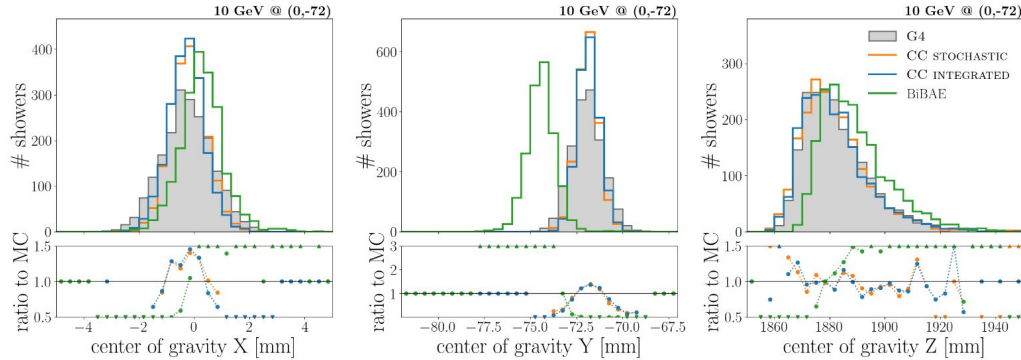 10 GeV @ (0,-72)
400
300
200
100
0
# showers
1.5
1.0
0.5
ratio to MC
−4
−2
0
2
4
center of gravity X [mm]
10 GeV @ (0,-72)
600
400
200
0
# showers
3
1
ratio to MC
−80.0
−77.5
−75.0
−72.5
−70.0
−67.5
center of gravity Y [mm]
10 GeV @ (0,-72)
G4
CC STOCHASTIC
CC INTEGRATED
BiBAE
300
200
100
0
# showers
1.5
1.0
0.5
ratio to MC
1860
1880
1900
1920
1940
center of gravity Z [mm]